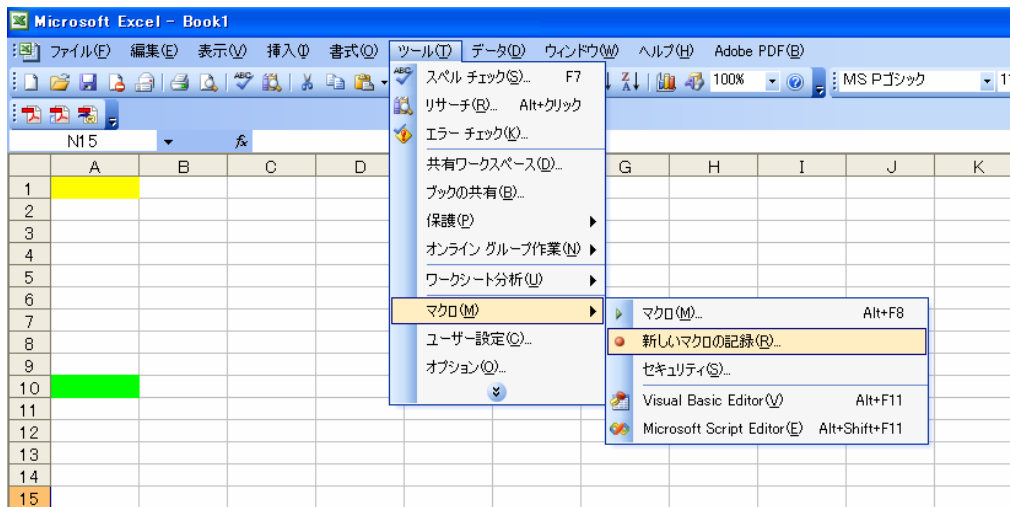 Microsoft Excel - Book1
ファイル(F) 編集(E) 表示(V) 挿入(I) 書式(O) ツール(T) データ(D) ウィンドウ(W) ヘルプ(H) Adobe PDF(B)
100% MS Pゴシック
N15 fx
A B C D G H I J K
1
2
3
4
5
6
7
8
9
10
11
12
13
14
15
スペル チェック(S)... F7
リサーチ(R)... Alt+クリック
エラー チェック(K)...
共有ワークスペース(D)...
ブックの共有(B)...
保護(P)
オンライン グループ作業(N)
ワークシート分析(U)
マクロ(M)
ユーザー設定(C)...
オプション(O)...
マクロ(M)... Alt+F8
新しいマクロの記録(R)...
セキュリティ(S)...
Visual Basic Editor(V) Alt+F11
Microsoft Script Editor(E) Alt+Shift+F11